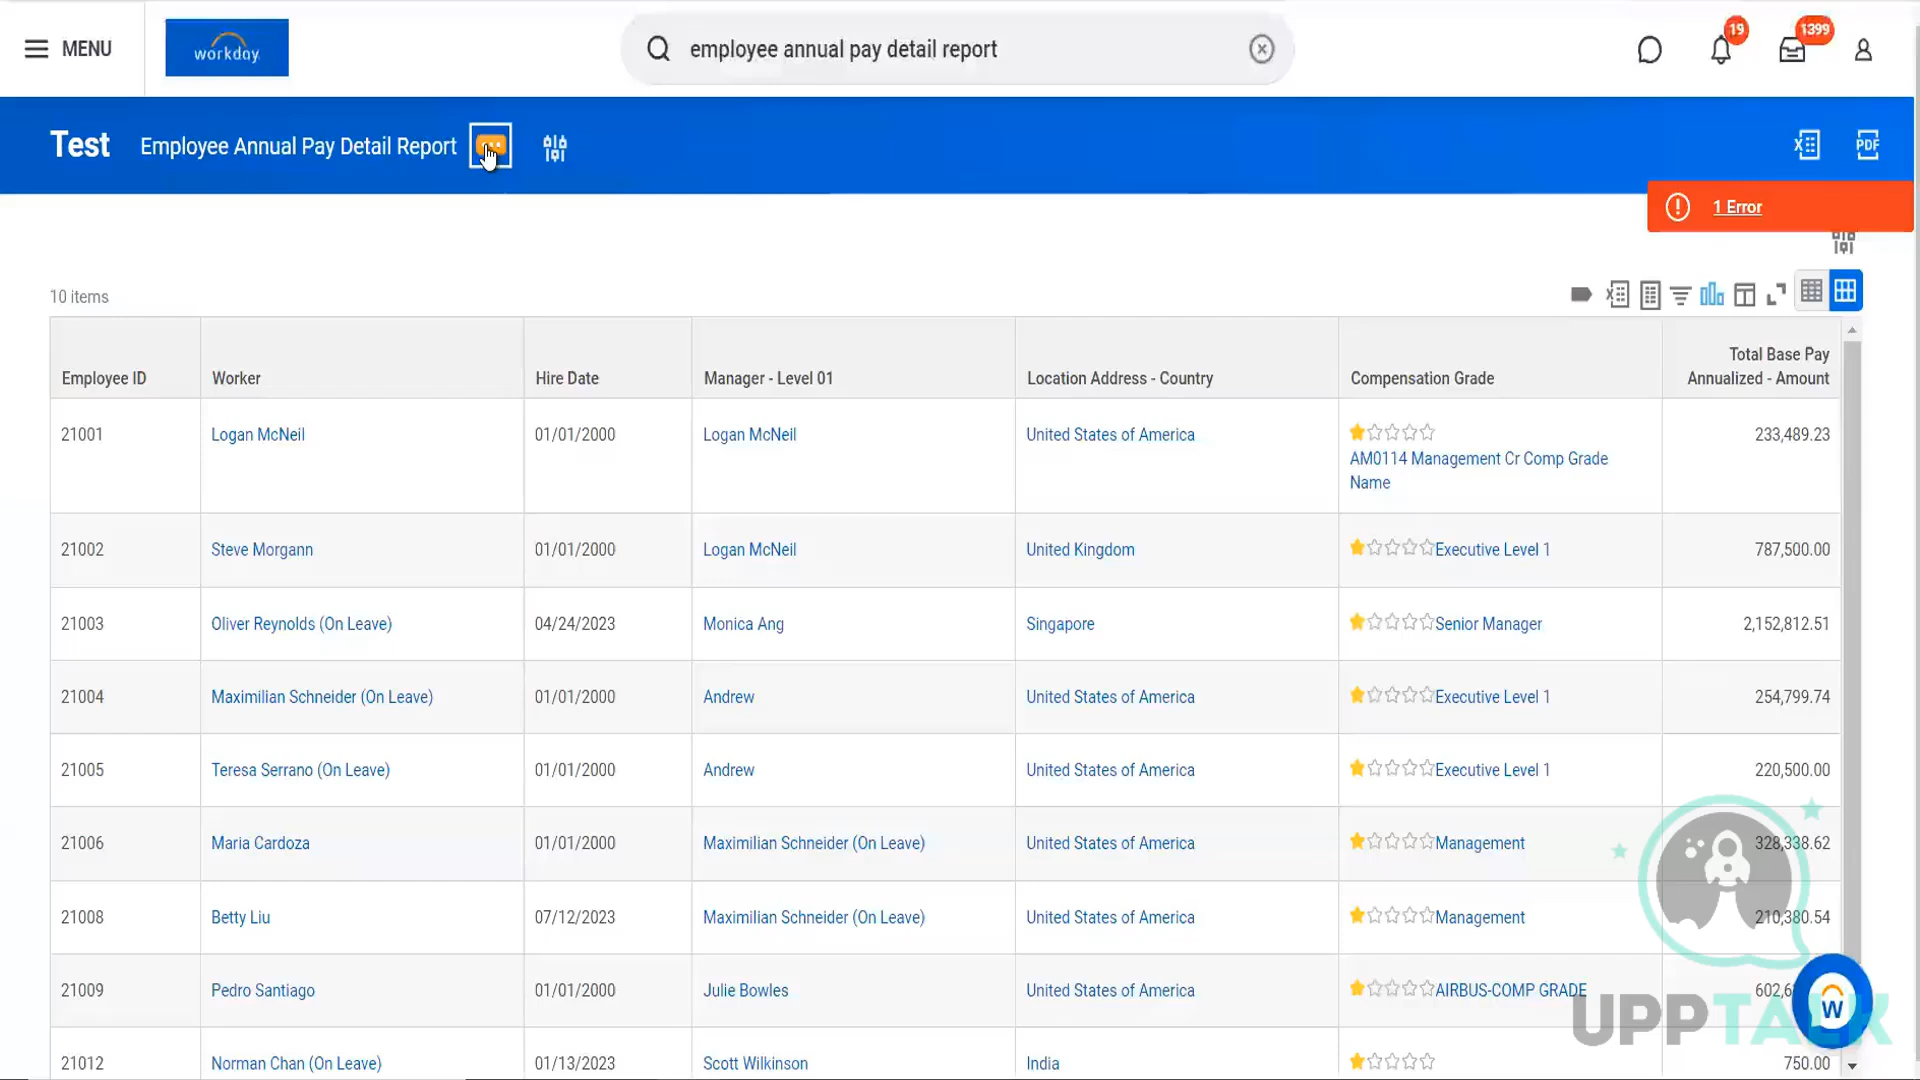 MENU
workday.
employee annual pay detail report
19
1399
Test
Employee Annual Pay Detail Report
X
PDF
1 Error
10 items
Employee ID
Worker
Hire Date
Manager - Level 01
Location Address - Country
Compensation Grade
Total Base Pay
Annualized - Amount
21001
Logan McNeil
01/01/2000
Logan McNeil
United States of America
AM0114 Management Cr Comp Grade
Name
233,489.23
21002
Steve Morgann
01/01/2000
Logan McNeil
United Kingdom
Executive Level 1
787,500.00
21003
Oliver Reynolds (On Leave)
04/24/2023
Monica Ang
Singapore
Senior Manager
2,152,812.51
21004
Maximilian Schneider (On Leave)
01/01/2000
Andrew
United States of America
Executive Level 1
254,799.74
21005
Teresa Serrano (On Leave)
01/01/2000
Andrew
United States of America
Executive Level 1
220,500.00
21006
Maria Cardoza
01/01/2000
Maximilian Schneider (On Leave)
United States of America
Management
328,338.62
21008
Betty Liu
07/12/2023
Maximilian Schneider (On Leave)
United States of America
Management
210,380.54
21009
Pedro Santiago
01/01/2000
Julie Bowles
United States of America
AIRBUS-COMP GRADE
W
UPPTALK
21012
Norman Chan (On Leave)
01/13/2023
Scott Wilkinson
India
750.00